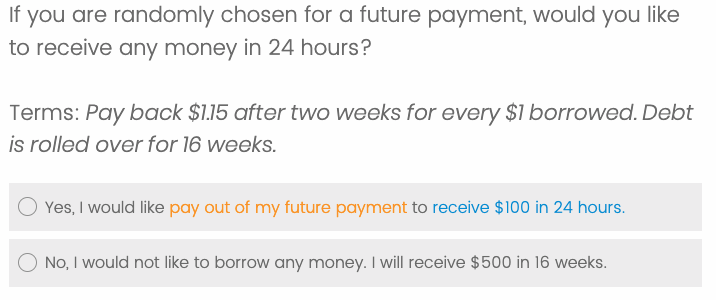 If you are randomly chosen for a future payment, would you like
to receive any money in 24 hours?
Terms: Pay back $1.15 after two weeks for every $1 borrowed. Debt
is rolled over for 16 weeks.
Yes, I would like pay out of my future payment to receive $100 in 24 hours.
No, I would not like to borrow any money. I will receive $500 in 16 weeks.